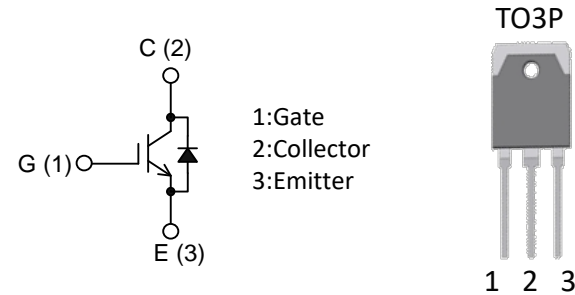 TO3P
C (2)
G (1)
E (3)
1:Gate
2:Collector
3:Emitter
1 2 3